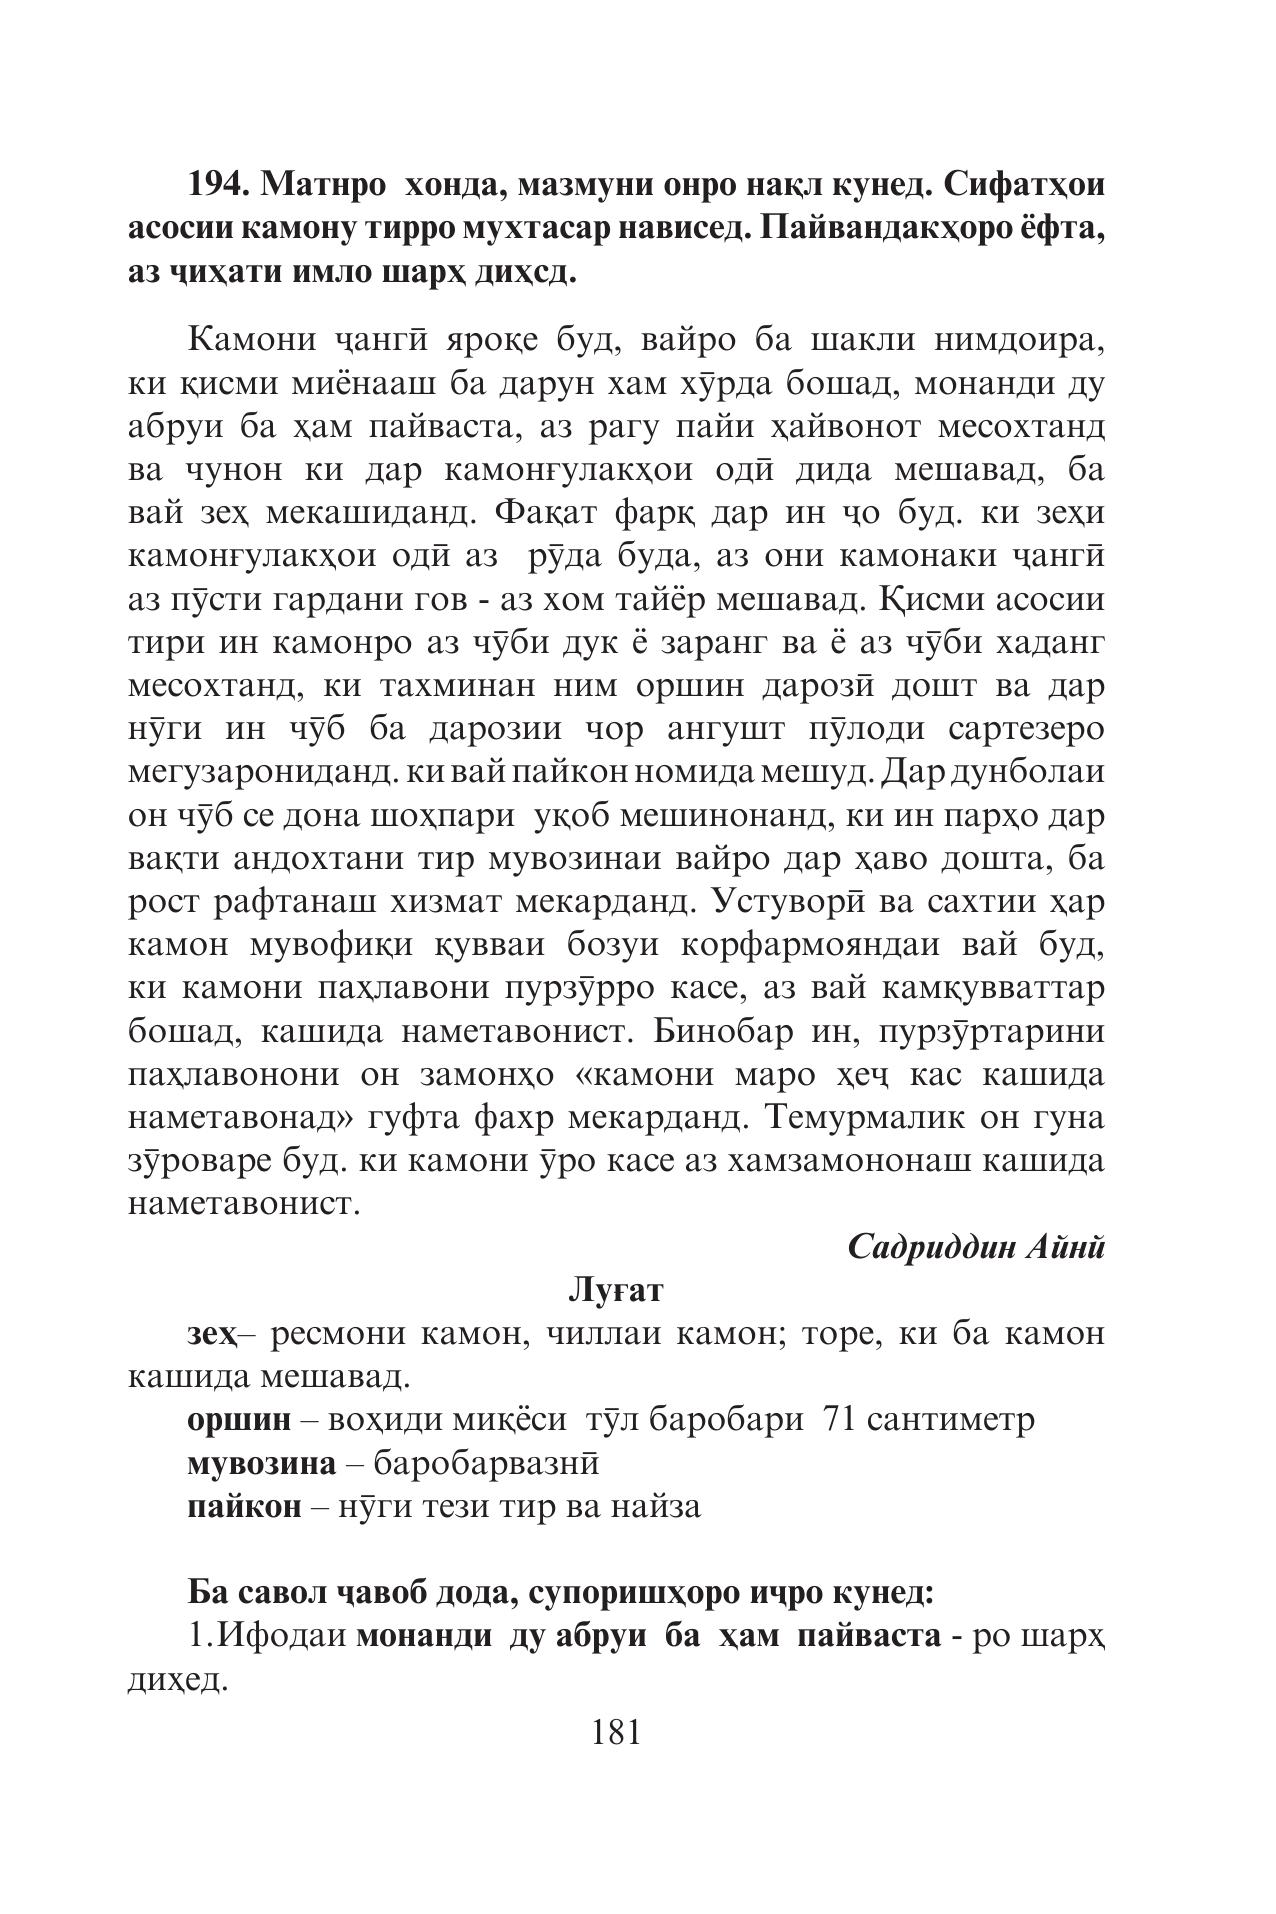 194. Матнро хонда, мазмуни онро нақл кунед. Сифатҳои
асосии камону тирро мухтасар нависед. Пайвандакҳоро ёфта,
аз ҷиҳати имло шарҳ диҳсд.
Камони ҷангӣ яроқе буд, вайро ба шакли нимдоира,
ки қисми миёнааш ба дарун хам хӯрда бошад, монанди ду
абруи ба ҳам пайваста, аз рагу пайи ҳайвонот месохтанд
ва чунон ки дар камонғулакҳои одӣ дида мешавад, ба
вай зеҳ мекашиданд. Фақат фарқ дар ин ҷо буд. ки зеҳи
камонғулакҳои одӣ аз рӯда буда, аз они камонаки ҷангӣ
аз пӯсти гардани гов - аз хом тайёр мешавад. Қисми асосии
тири ин камонро аз чӯби дук ё заранг ва ё аз чӯби хаданг
месохтанд, ки тахминан ним оршин дарозӣ дошт ва дар
нӯги ин чӯб ба дарозии чор ангушт пӯлоди сартезеро
мегузарониданд. ки вай пайкон номида мешуд. Дар дунболаи
он чӯб се дона шоҳпари уқоб мешинонанд, ки ин парҳо дар
вақти андохтани тир мувозинаи вайро дар ҳаво дошта, ба
рост рафтанаш хизмат мекарданд. Устуворӣ ва сахтии ҳар
камон мувофиқи қувваи бозуи корфармояндаи вай буд,
ки камони паҳлавони пурзӯрро касе, аз вай камқувваттар
бошад, кашида наметавонист. Бинобар ин, пурзӯртарини
паҳлавонони он замонҳо «камони маро ҳеҷ кас кашида
наметавонад» гуфта фахр мекарданд. Темурмалик он гуна
зӯроваре буд. ки камони ӯро касе аз хамзамононаш кашида
наметавонист.
Садриддин Айнй
Луғат
зеҳ– ресмони камон, чиллаи камон; торе, ки ба камон
кашида мешавад.
оршин – воҳиди миқёси тӯл баробари 71 сантиметр
мувозина – баробарвазнӣ
пайкон – нӯги тези тир ва найза
Ба савол ҷавоб дода, супоришҳоро иҷро кунед:
1.Ифодаи монанди ду абруи ба ҳам пайваста - ро шарҳ
диҳед.
181